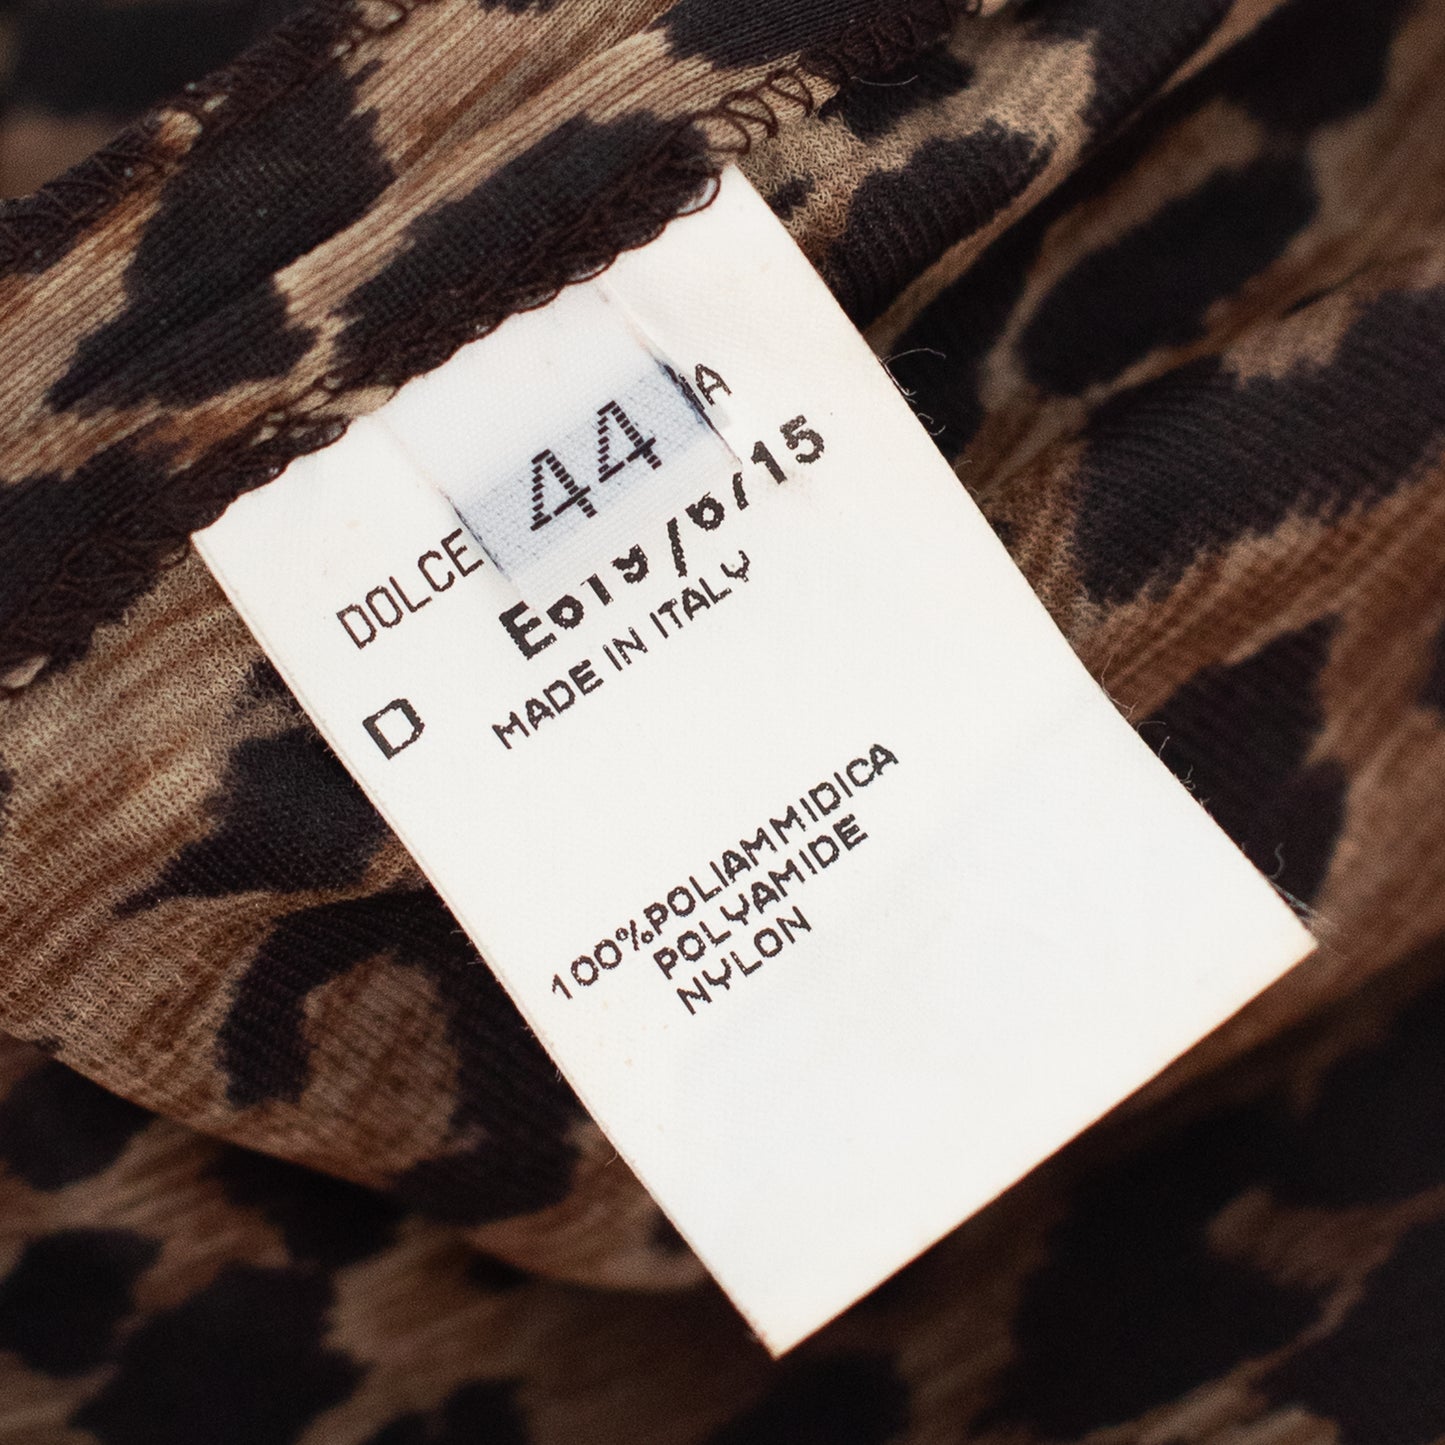 44
DOLCE
D
MADE IN ITALY
100%POLIAMMIDICA
POLYAMIDE
NYLON